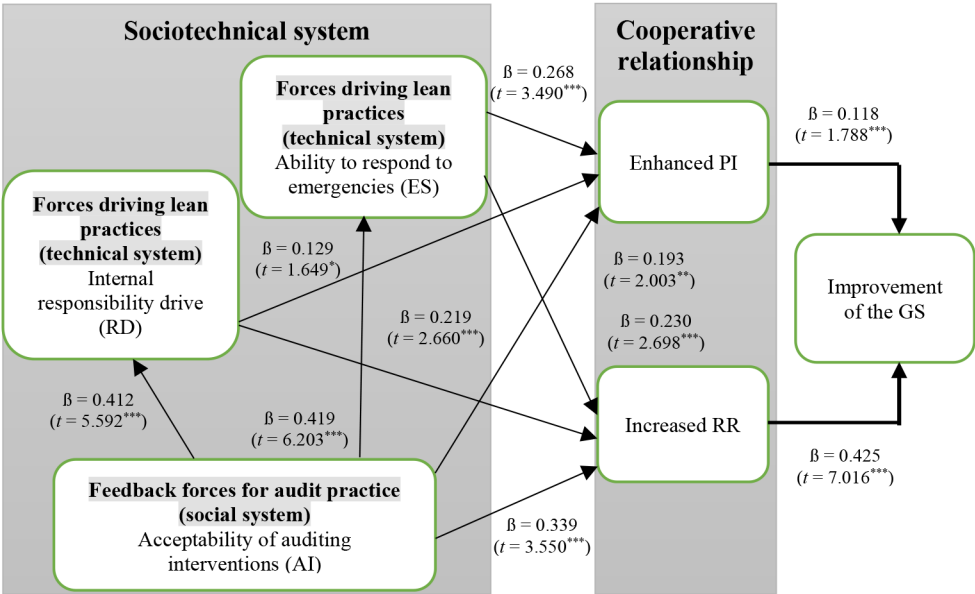 Sociotechnical system
Cooperative
relationship
Forces driving lean
practices
(technical system)
Ability to respond to
emergencies (ES)
ß = 0.268
(t = 3.490***)
Enhanced PI
ß = 0.118
(t = 1.788***)
Forces driving lean
practices
(technical system)
Internal
responsibility drive
(RD)
ß = 0.129
(t = 1.649*)
ß = 0.193
(t = 2.003**)
Improvement
of the GS
ß = 0.219
(t = 2.660***)
ß = 0.230
(t = 2.698***)
ß = 0.412
(t = 5.592***)
ß = 0.419
(t = 6.203***)
Increased RR
ß = 0.425
(t = 7.016***)
Feedback forces for audit practice
(social system)
Acceptability of auditing
interventions (AI)
ß = 0.339
(t = 3.550***)